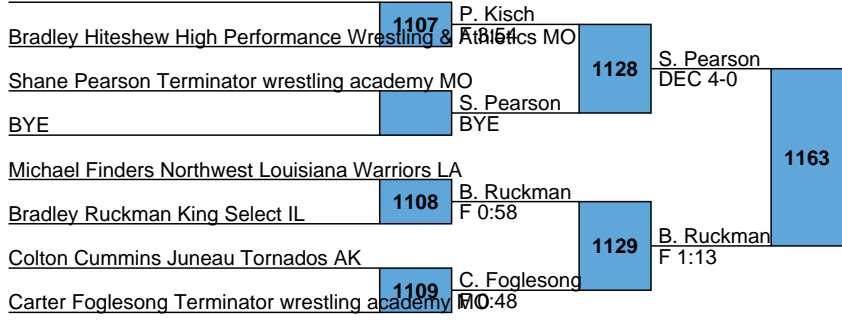 1107
P. Kisch
F 3:54
Bradley Hiteshew High Performance Wrestling & Athletics MO
1128
S. Pearson
DEC 4-0
Shane Pearson Terminator wrestling academy MO
S. Pearson
BYE
BYE
1163
Michael Finders Northwest Louisiana Warriors LA
1108
B. Ruckman
F 0:58
Bradley Ruckman King Select IL
1129
B. Ruckman
F 1:13
Colton Cummins Juneau Tornados AK
1109
C. Foglesong
F 0:48
Carter Foglesong Terminator wrestling academy MO